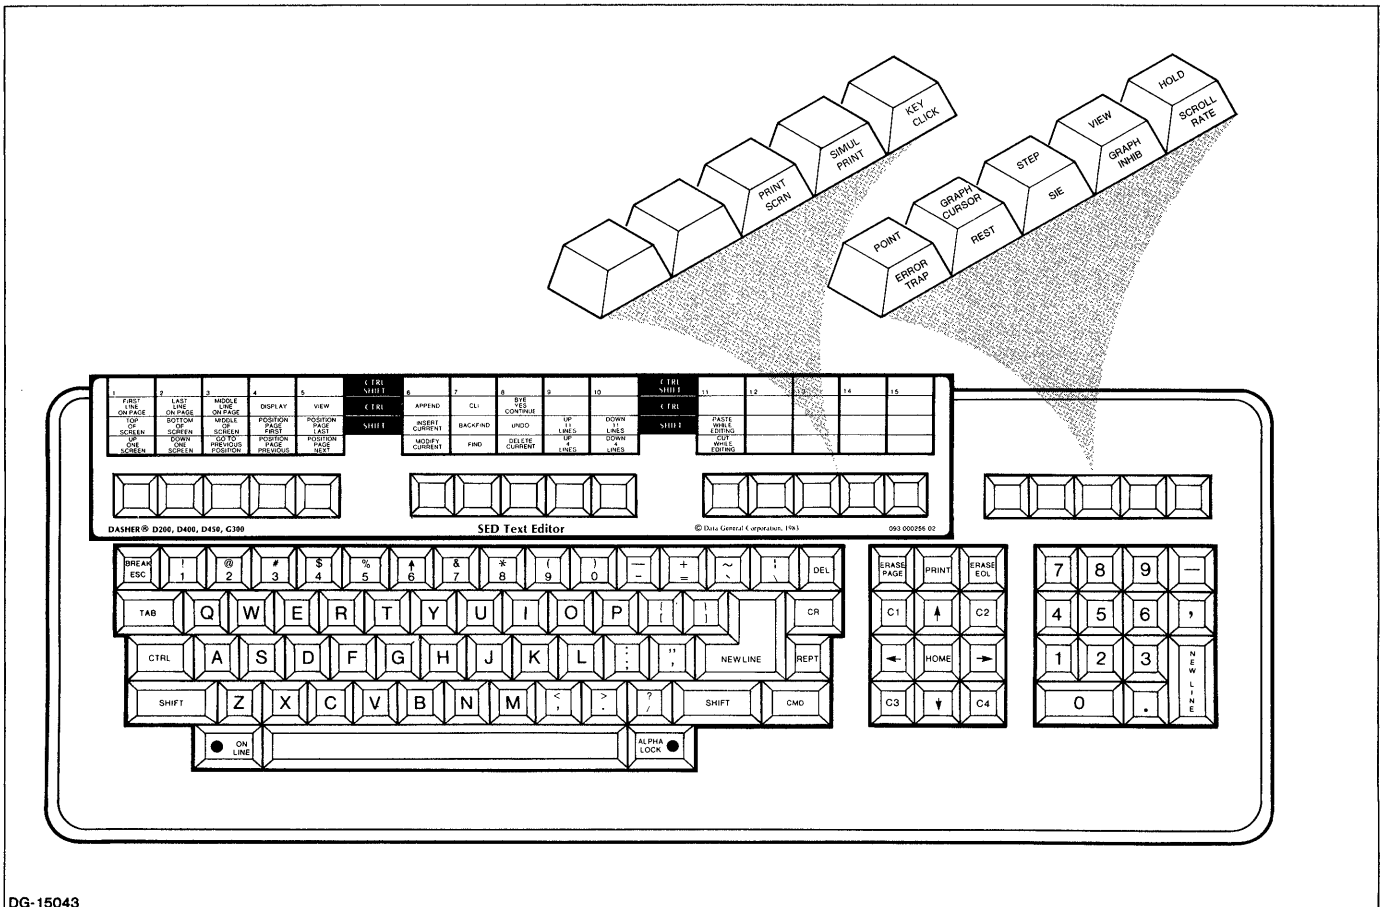 KEY
CLICK
SIMUL
PRINT
PRINT
SCRN
HOLD
SCROLL
RATE
VIEW
GRAPH
INHIB
STEP
SIE
GRAPH
CURSOR
REST
POINT
ERROR
TRAP
1 2 3 4 5 CTRL SHIFT 6 7 8 9 10 CTRL SHIFT 11 12 13 14 15
FIRST LINE ON PAGE LAST LINE ON PAGE MIDDLE LINE ON PAGE DISPLAY VIEW CTRL APPEND CLI BYE YES CONTINUE CTRL
TOP OF SCREEN BOTTOM OF SCREEN MIDDLE OF SCREEN POSITION PAGE FIRST POSITION PAGE LAST SHIFT INSERT CURRENT BACKFIND UNDO UP 11 LINES DOWN 11 LINES SHIFT PASTE WHILE EDITING
UP ONE SCREEN DOWN ONE SCREEN GO TO PREVIOUS POSITION POSITION PAGE PREVIOUS POSITION PAGE NEXT MODIFY CURRENT FIND DELETE CURRENT UP 4 LINES DOWN 4 LINES CUT WHILE EDITING
DASHER® D200, D400, D450, G300 SED Text Editor © Data General Corporation, 1983 093 000256 02
BREAK ! @ # $ % ↑ & * ( ) — + ~ ¦ DEL
ESC 1 2 3 4 5 6 7 8 9 0 - = ` \
TAB Q W E R T Y U I O P { [ } ] CR
CTRL A S D F G H J K L : ; " ' NEW LINE REPT
SHIFT Z X C V B N M < , > . ? / SHIFT CMD
ON LINE ALPHA LOCK
ERASE PAGE PRINT ERASE EOL
C1 ↑ C2
← HOME →
C3 ↓ C4
7 8 9 —
4 5 6 ,
1 2 3 NEW LINE
0 .
DG-15043